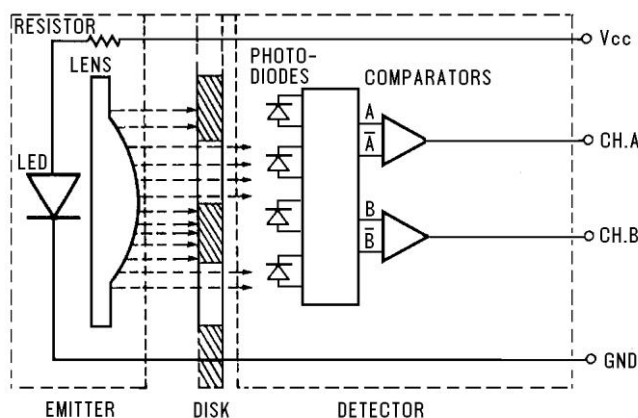 RESISTOR
LENS
PHOTO-
DIODES
COMPARATORS
Vcc
A
A̅
CH.A
LED
B
B̅
CH.B
GND
EMITTER
DISK
DETECTOR